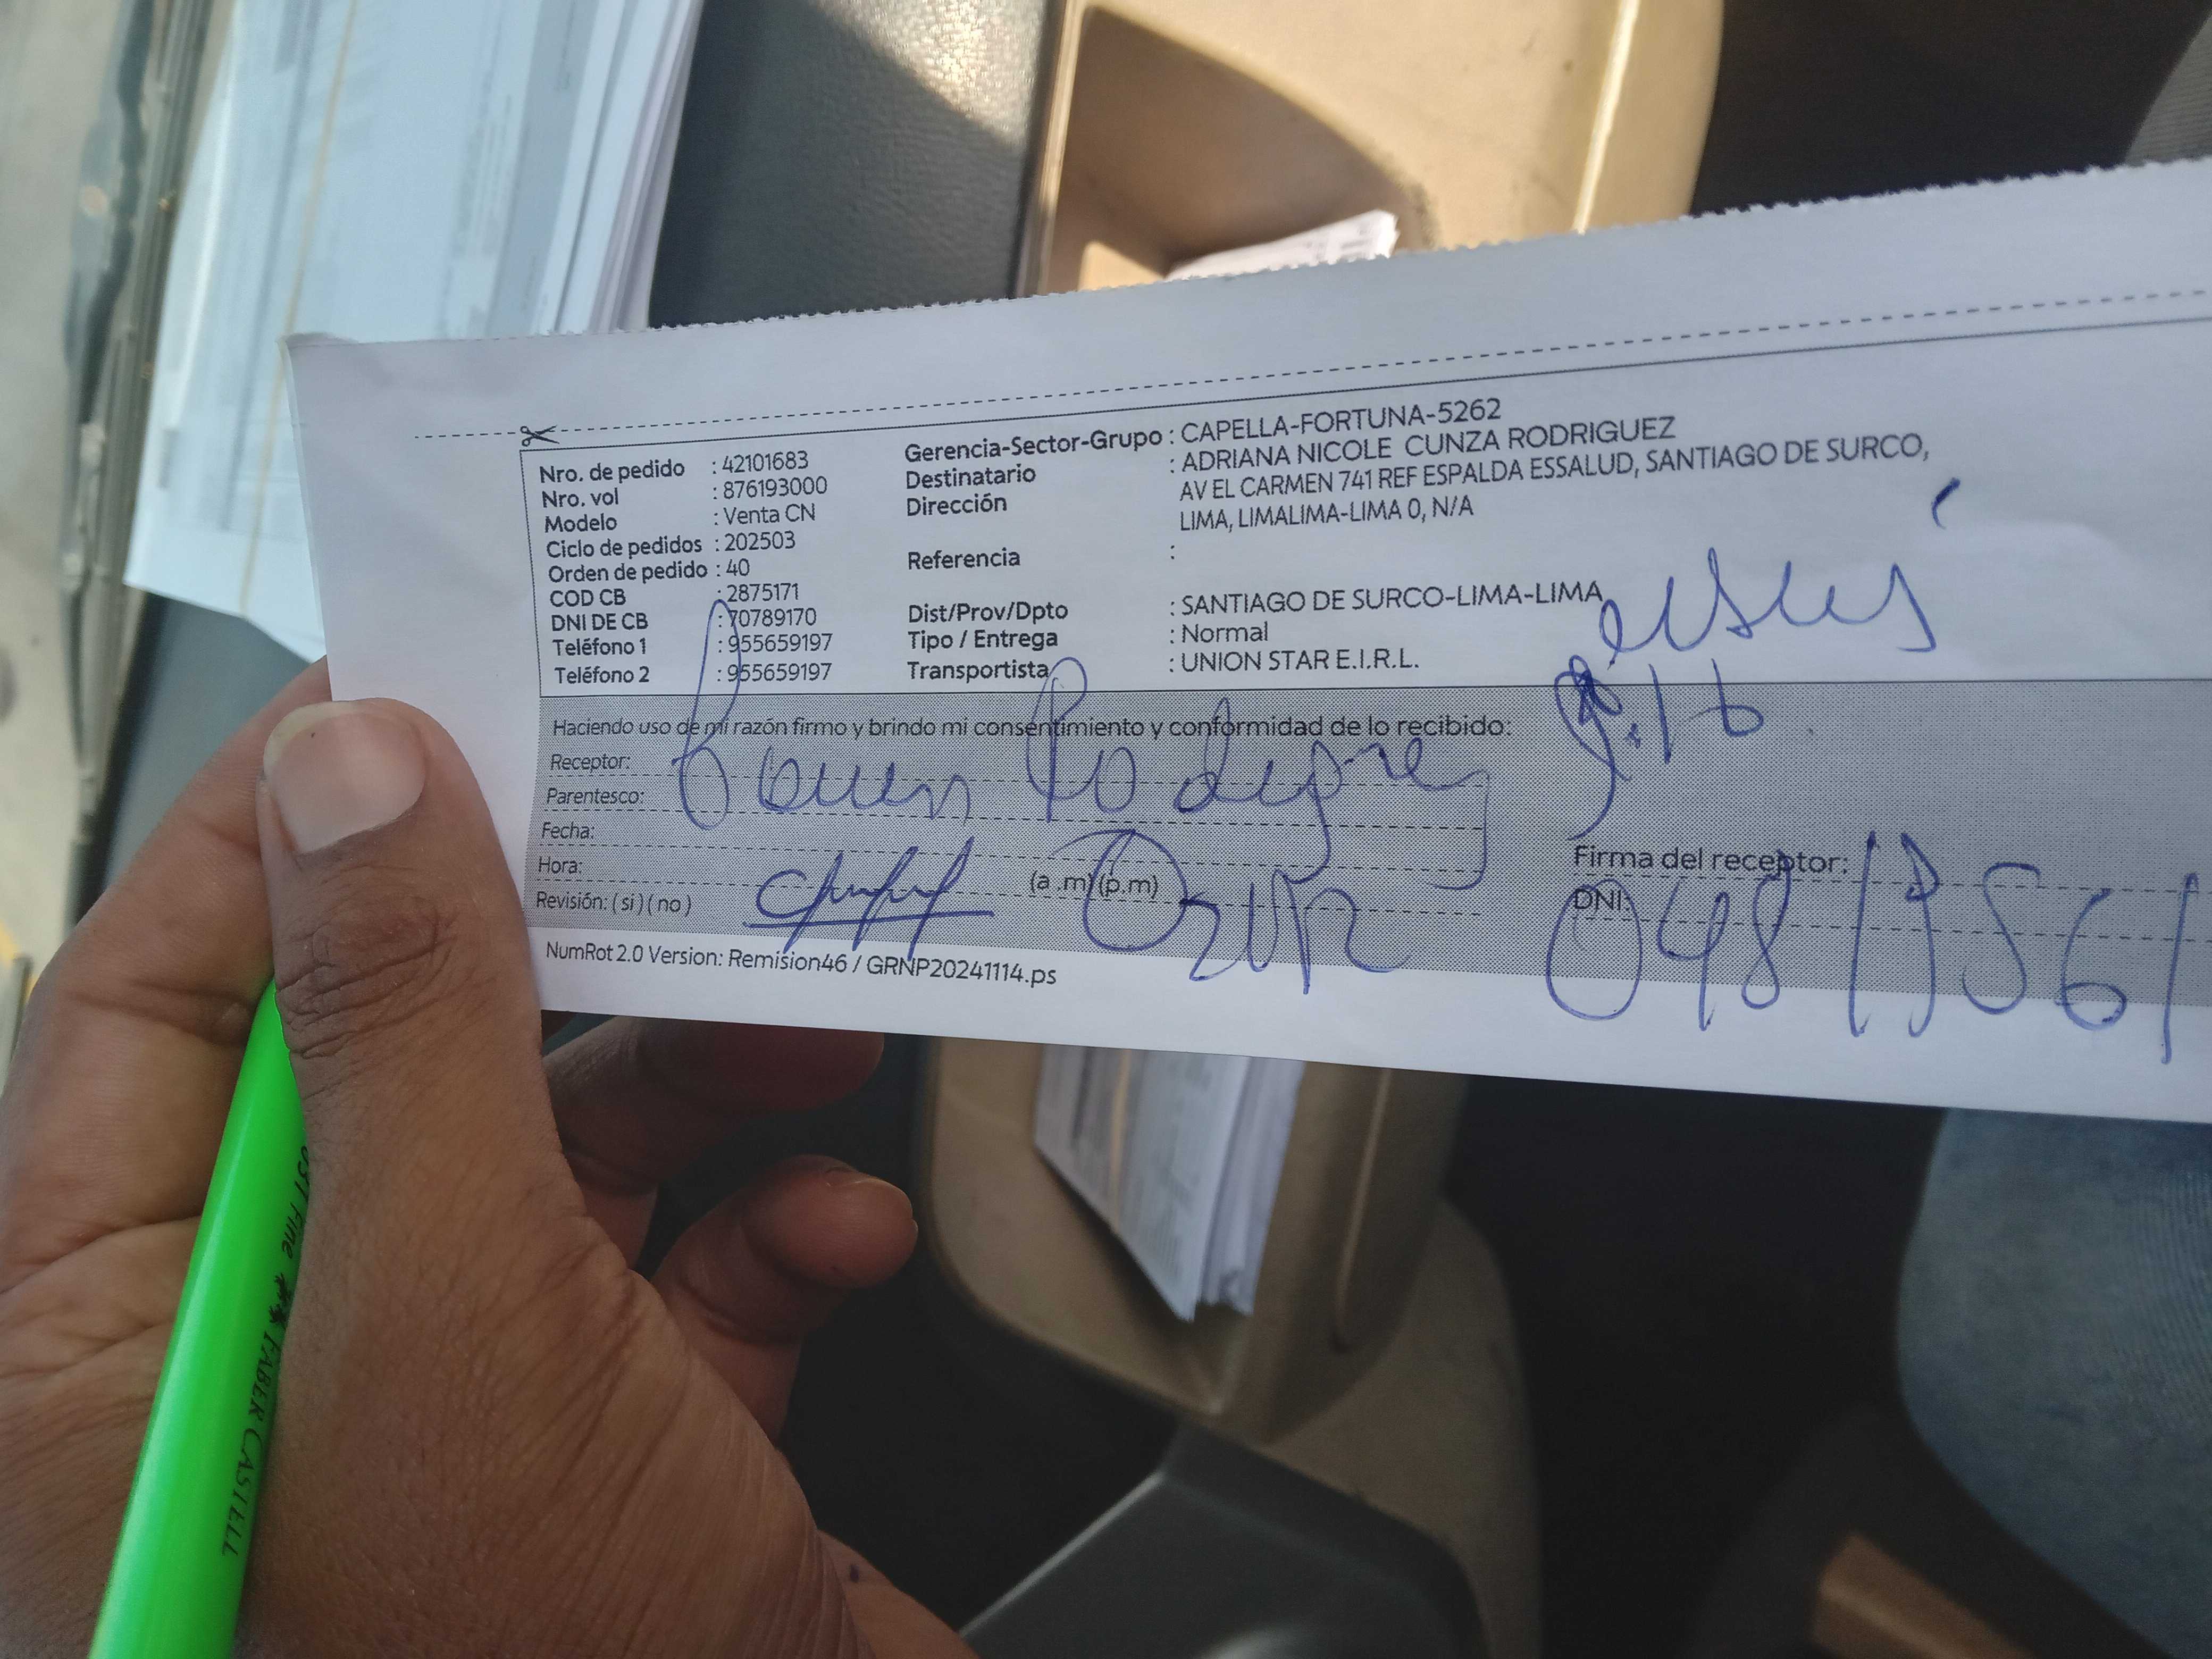 Nro. de pedido : 42101683
Nro. vol : 876193000
Modelo : Venta CN
Ciclo de pedidos : 202503
Orden de pedido : 40
COD CB : 2875171
DNI DE CB : 70789170
Teléfono 1 : 955659197
Teléfono 2 : 955659197
Gerencia-Sector-Grupo : CAPELLA-FORTUNA-5262
Destinatario : ADRIANA NICOLE CUNZA RODRIGUEZ
Dirección AV EL CARMEN 741 REF ESPALDA ESSALUD, SANTIAGO DE SURCO,
LIMA, LIMALIMA-LIMA 0, N/A
Referencia :
Dist/Prov/Dpto : SANTIAGO DE SURCO-LIMA-LIMA
Tipo / Entrega : Normal
Transportista : UNION STAR E.I.R.L.
Haciendo uso de mi razón firmo y brindo mi consentimiento y conformidad de lo recibido:
Receptor:
Parentesco:
Fecha:
Hora: (a.m)(p.m)
Revisión: ( si ) ( no )
Firma del receptor:
DNI:
NumRot 2.0 Version: Remision46 / GRNP20241114.ps
FABER CASTELL